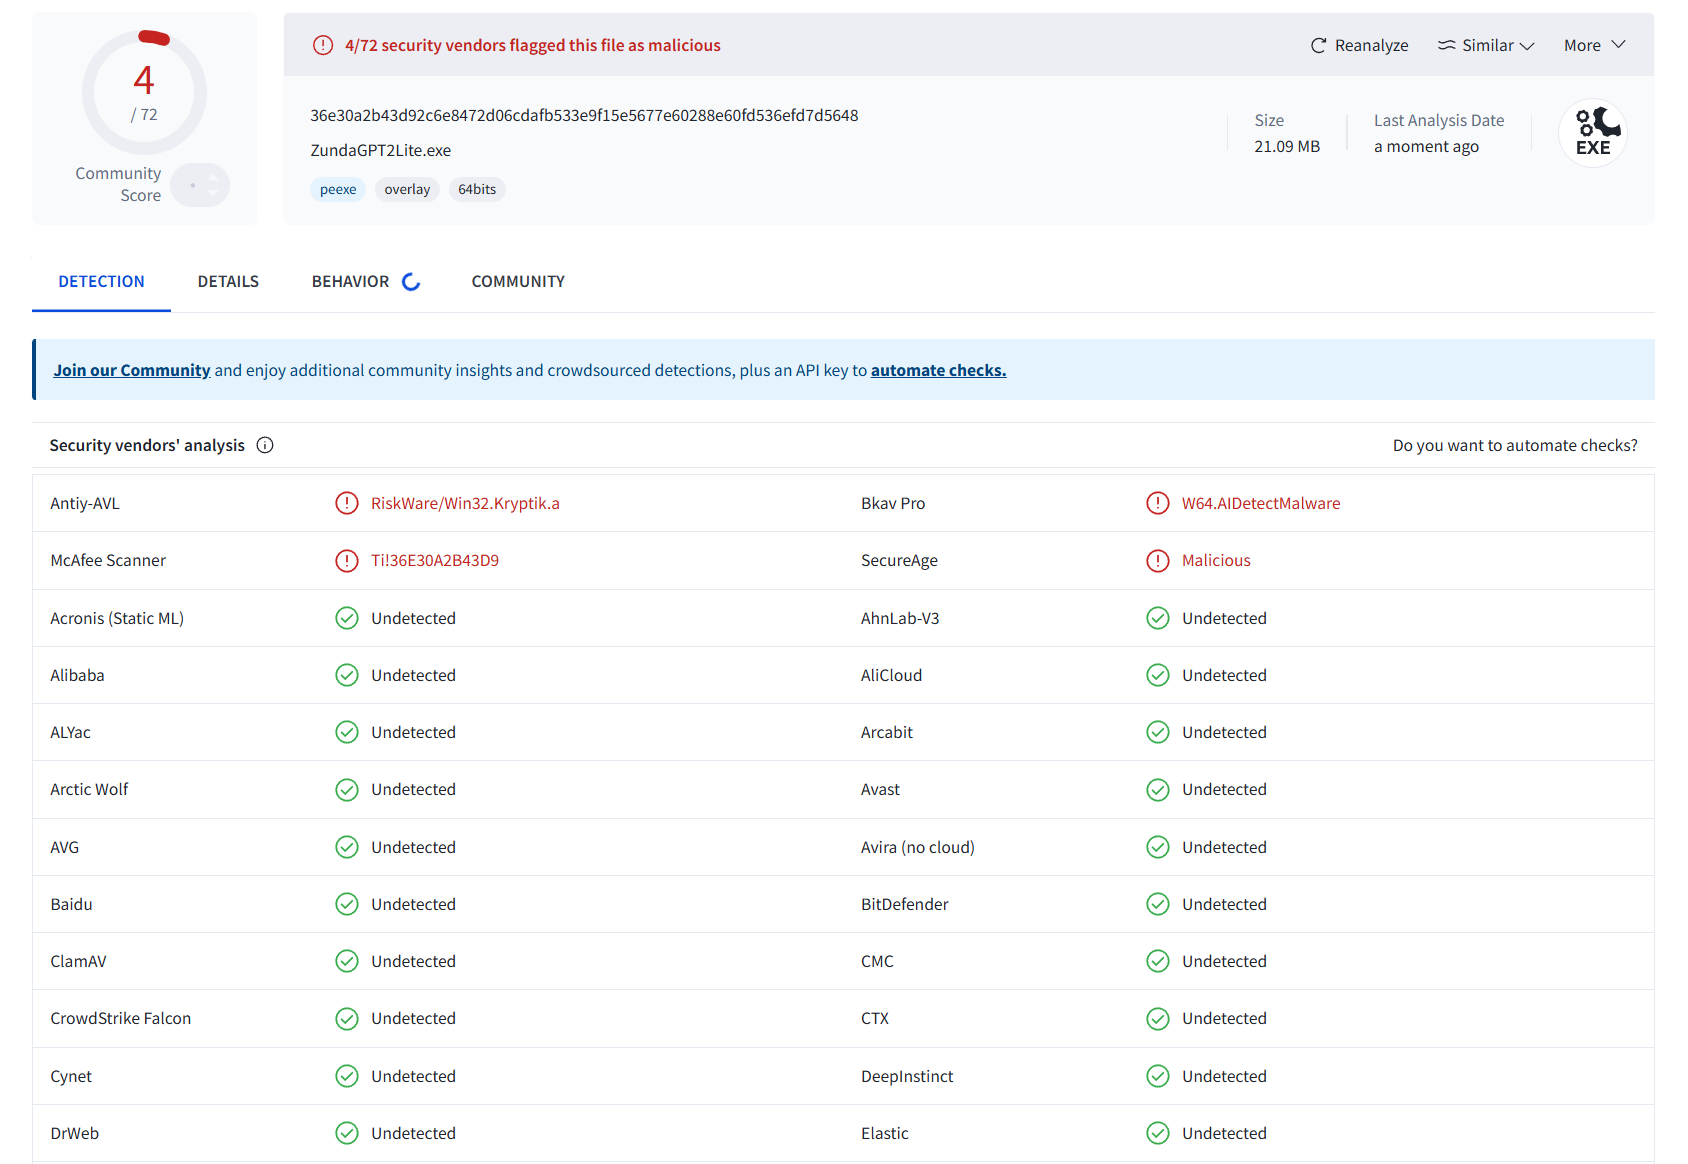 4
/ 72
Community
Score
4/72 security vendors flagged this file as malicious
Reanalyze
Similar
More
36e30a2b43d92c6e8472d06cdafb533e9f15e5677e60288e60fd536efd7d5648
ZundaGPT2Lite.exe
peexe overlay 64bits
Size
21.09 MB
Last Analysis Date
a moment ago
EXE
DETECTION DETAILS BEHAVIOR COMMUNITY
Join our Community and enjoy additional community insights and crowdsourced detections, plus an API key to automate checks.
Security vendors' analysis Do you want to automate checks?
Antiy-AVL RiskWare/Win32.Kryptik.a Bkav Pro W64.AIDetectMalware
McAfee Scanner Ti!36E30A2B43D9 SecureAge Malicious
Acronis (Static ML) Undetected AhnLab-V3 Undetected
Alibaba Undetected AliCloud Undetected
ALYac Undetected Arcabit Undetected
Arctic Wolf Undetected Avast Undetected
AVG Undetected Avira (no cloud) Undetected
Baidu Undetected BitDefender Undetected
ClamAV Undetected CMC Undetected
CrowdStrike Falcon Undetected CTX Undetected
Cynet Undetected DeepInstinct Undetected
DrWeb Undetected Elastic Undetected